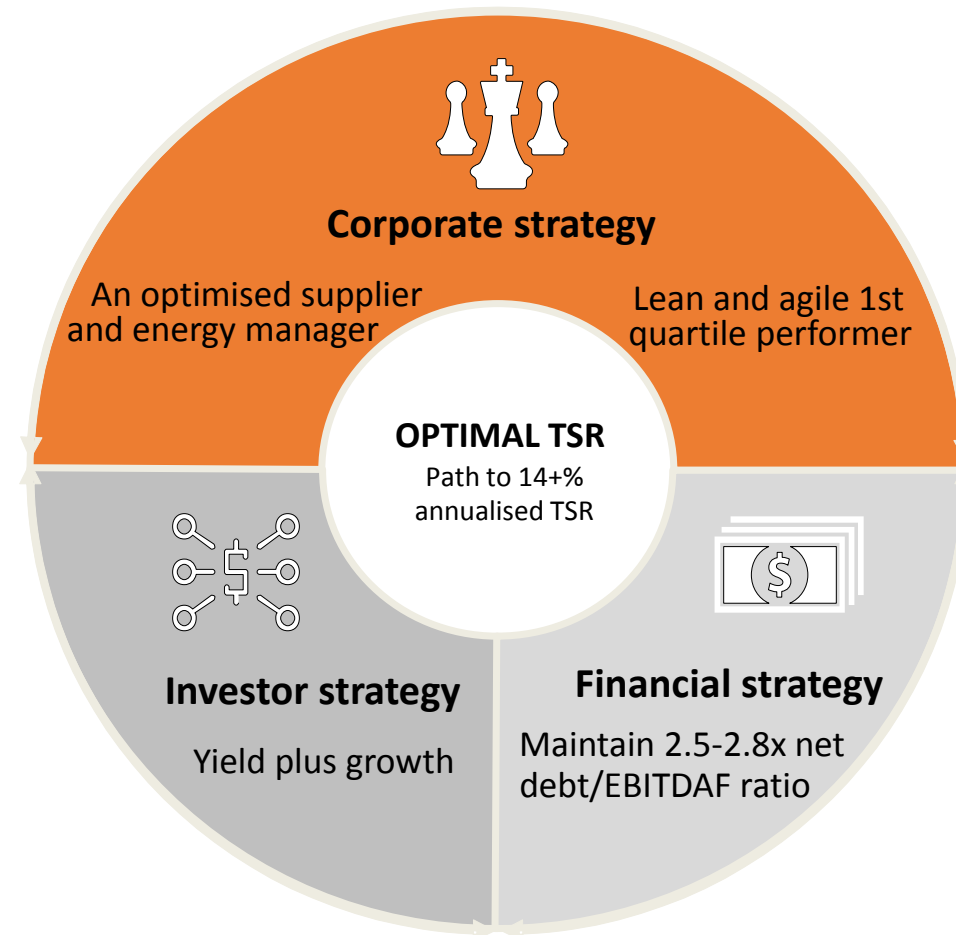 Corporate strategy
An optimised supplier
and energy manager
Lean and agile 1st
quartile performer
OPTIMAL TSR
Path to 14+%
annualised TSR
Investor strategy
Yield plus growth
$
Financial strategy
Maintain 2.5-2.8x net
debt/EBITDAF ratio